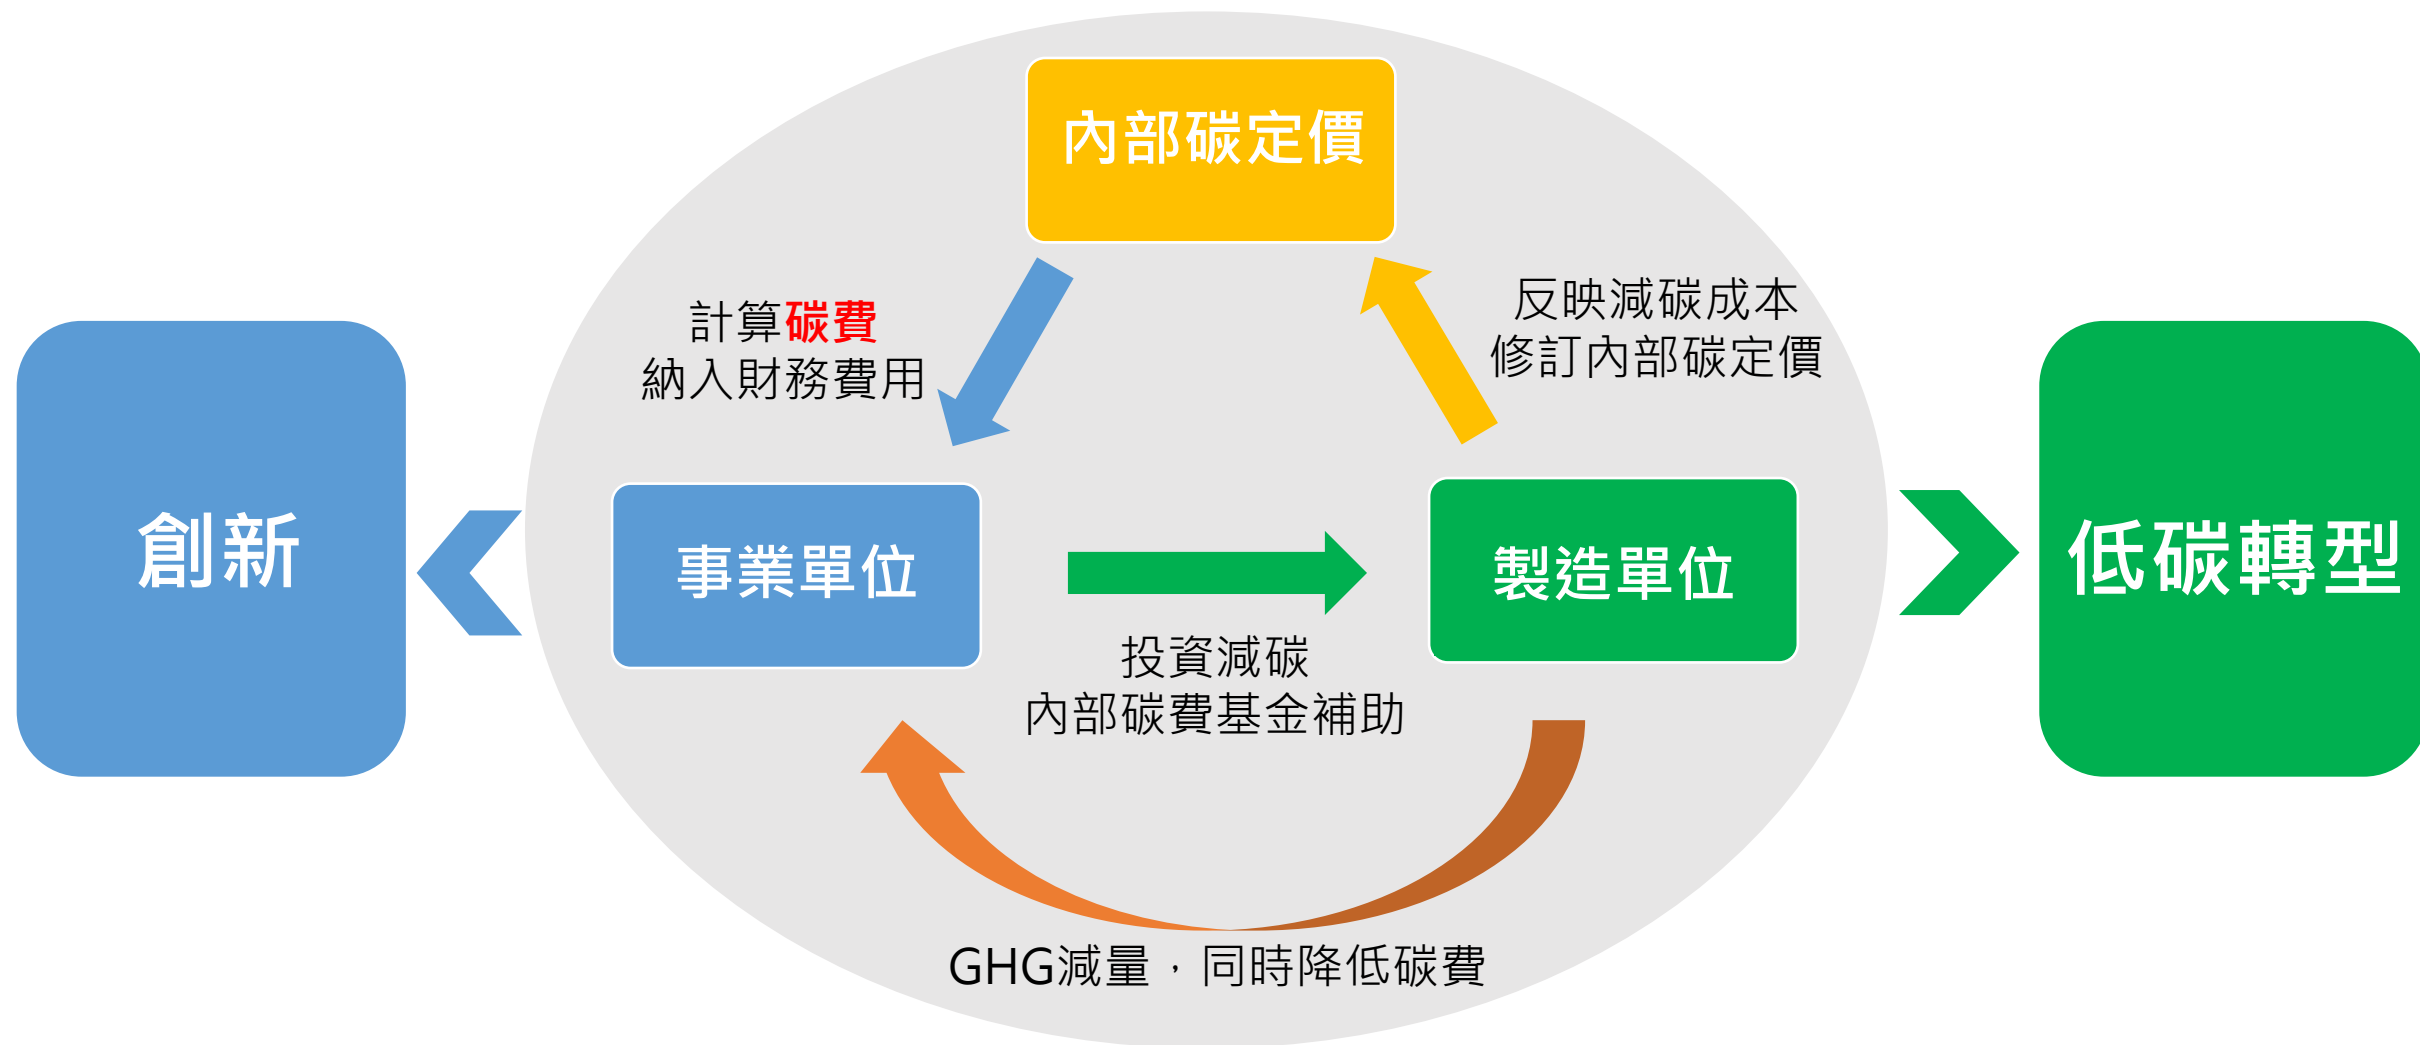 內部碳定價
計算碳費
納入財務費用
反映減碳成本
修訂內部碳定價
創新
事業單位
製造單位
低碳轉型
投資減碳
內部碳費基金補助
GHG減量，同時降低碳費